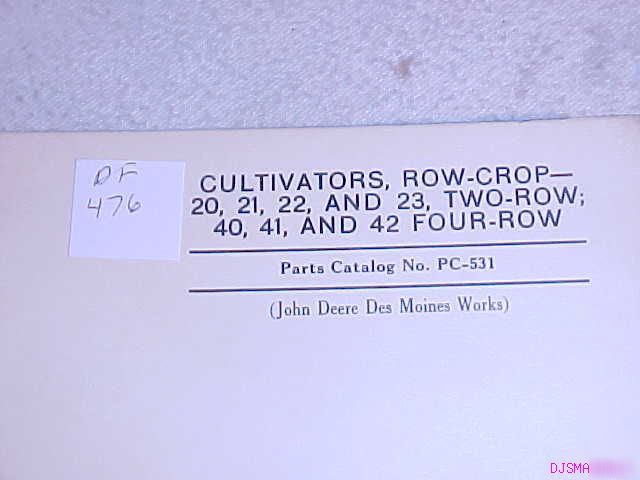 DF
476
CULTIVATORS, ROW-CROP—
20, 21, 22, AND 23, TWO-ROW;
40, 41, AND 42 FOUR-ROW
Parts Catalog No. PC-531
(John Deere Des Moines Works)